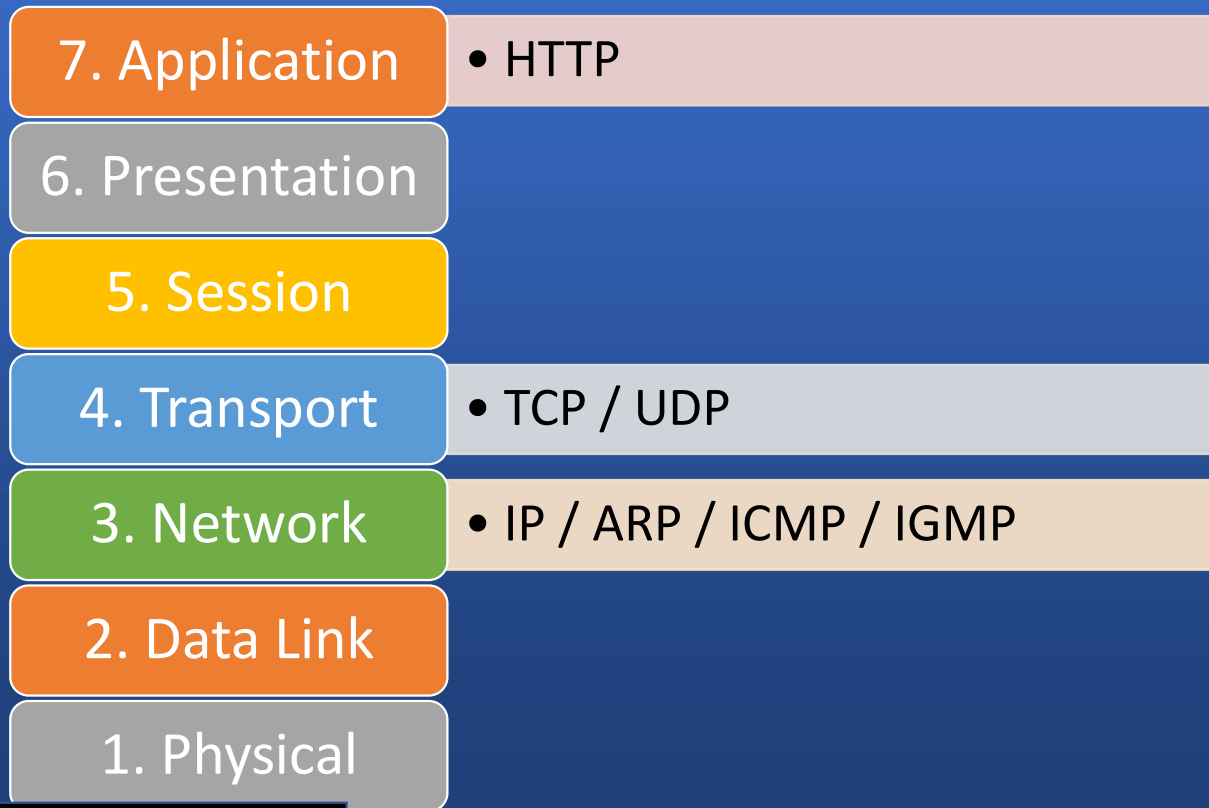 7. Application
• HTTP
6. Presentation
5. Session
4. Transport
• TCP / UDP
3. Network
• IP / ARP / ICMP / IGMP
2. Data Link
1. Physical